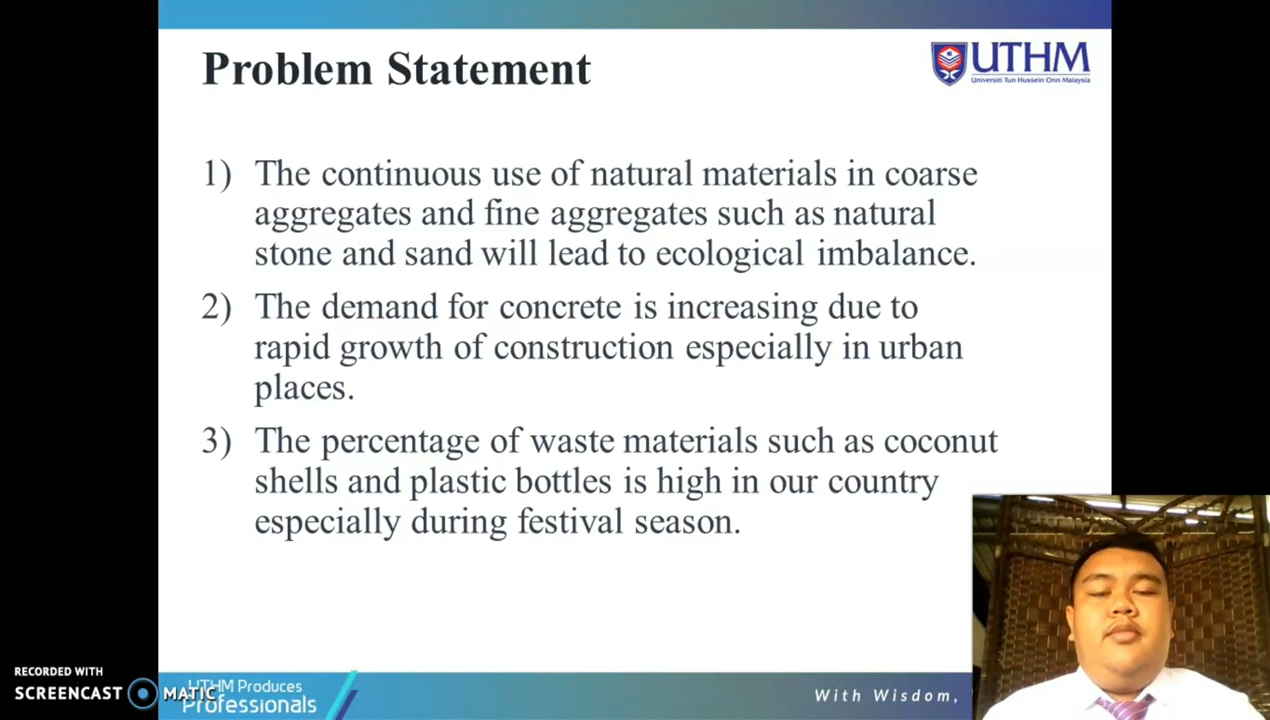 Problem Statement
UTHM
Universiti Tun Hussein Onn Malaysia
1) The continuous use of natural materials in coarse
aggregates and fine aggregates such as natural
stone and sand will lead to ecological imbalance.
2) The demand for concrete is increasing due to
rapid growth of construction especially in urban
places.
3) The percentage of waste materials such as coconut
shells and plastic bottles is high in our country
especially during festival season.
RECORDED WITH
SCREENCAST MATIC
UTHM Produces
Professionals
With Wisdom,